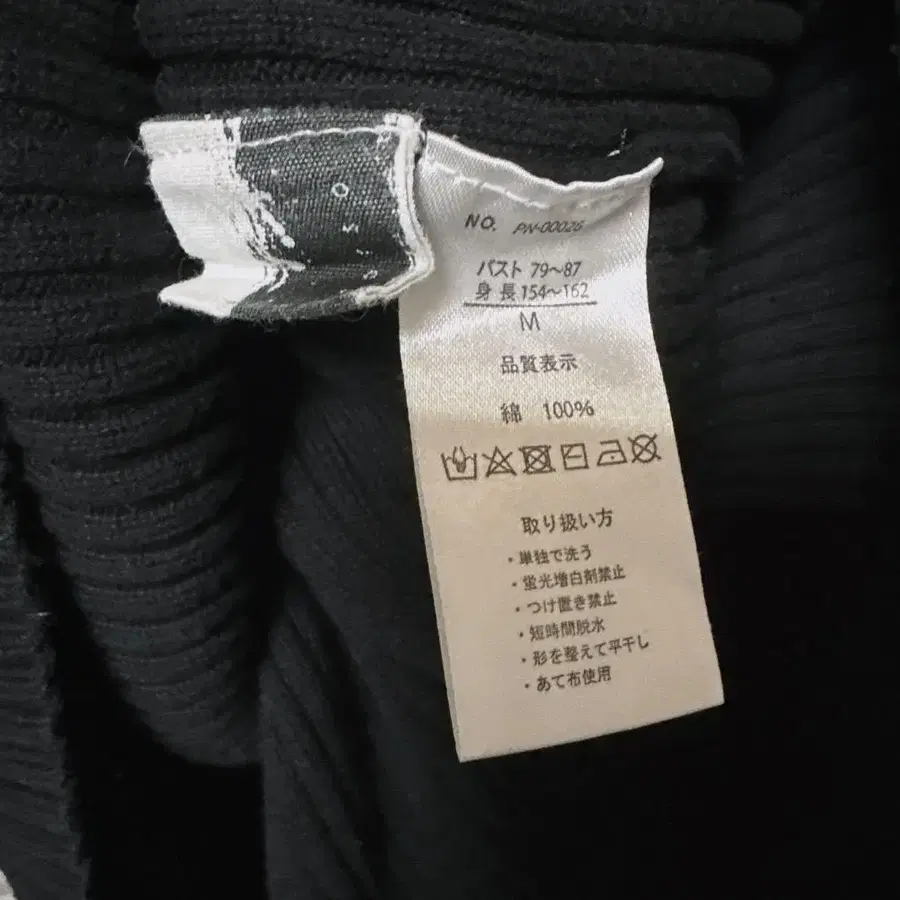 NO. PN-00026
バスト 79～87
身長 154～162
M
品質表示
綿 100%
取り扱い方
・単独で洗う
・蛍光増白剤禁止
・つけ置き禁止
・短時間脱水
・形を整えて平干し
・あて布使用